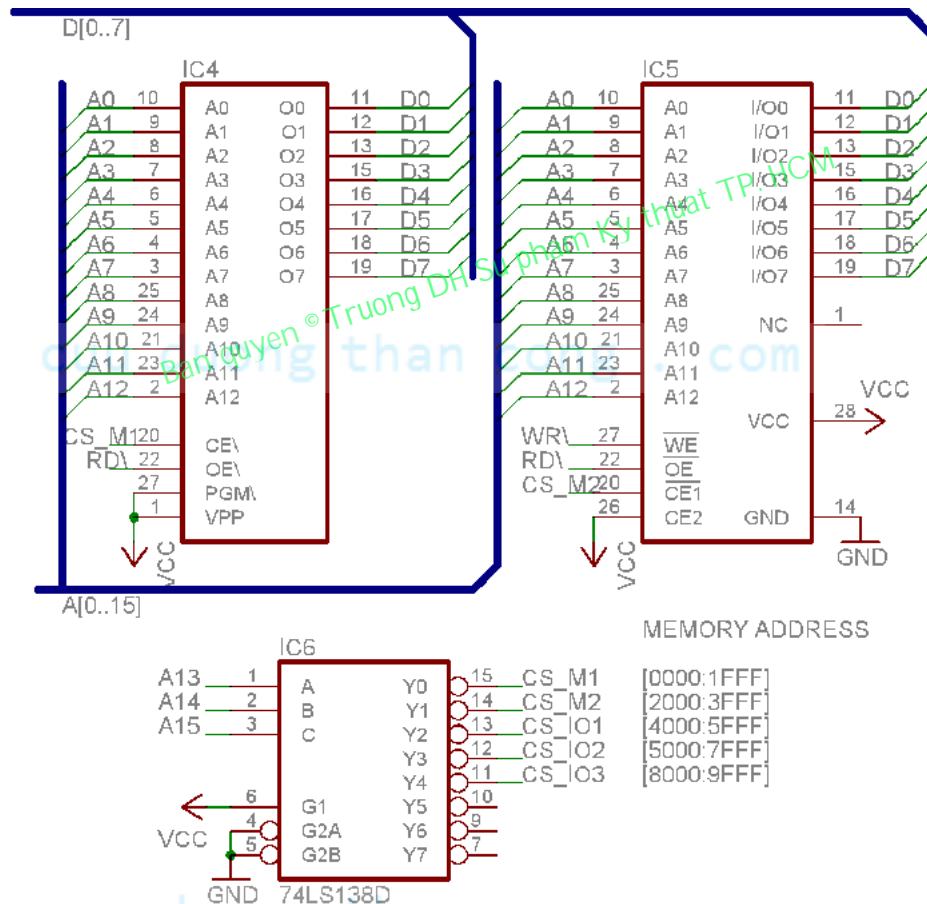 D[0..7]
IC4
A0 10 A0 O0 11 D0
A1 9 A1 O1 12 D1
A2 8 A2 O2 13 D2
A3 7 A3 O3 15 D3
A4 6 A4 O4 16 D4
A5 5 A5 O5 17 D5
A6 4 A6 O6 18 D6
A7 3 A7 O7 19 D7
A8 25 A8
A9 24 A9
A10 21 A10
A11 23 A11
A12 2 A12
CS_M1 20 CE\
RD\ 22 OE\
27 PGM\
1 VPP
VCC
IC5
A0 10 A0 I/O0 11 D0
A1 9 A1 I/O1 12 D1
A2 8 A2 I/O2 13 D2
A3 7 A3 I/O3 15 D3
A4 6 A4 I/O4 16 D4
A5 5 A5 I/O5 17 D5
A6 4 A6 I/O6 18 D6
A7 3 A7 I/O7 19 D7
A8 25 A8
A9 24 A9 NC 1
A10 21 A10
A11 23 A11
A12 2 A12
VCC 28 VCC
WR\ 27 WE
RD\ 22 OE
CS_M2 20 CE1
26 CE2 GND 14
VCC
GND
Ban quyen © Truong DH Su pham Ky thuat TP. HCM
cuu duong than cong . com
A[0..15]
MEMORY ADDRESS
IC6
A13 1 A Y0 15 CS_M1 [0000:1FFF]
A14 2 B Y1 14 CS_M2 [2000:3FFF]
A15 3 C Y2 13 CS_IO1 [4000:5FFF]
Y3 12 CS_IO2 [5000:7FFF]
Y4 11 CS_IO3 [8000:9FFF]
6 G1 Y5 10
VCC 4 G2A Y6 9
5 G2B Y7 7
GND 74LS138D